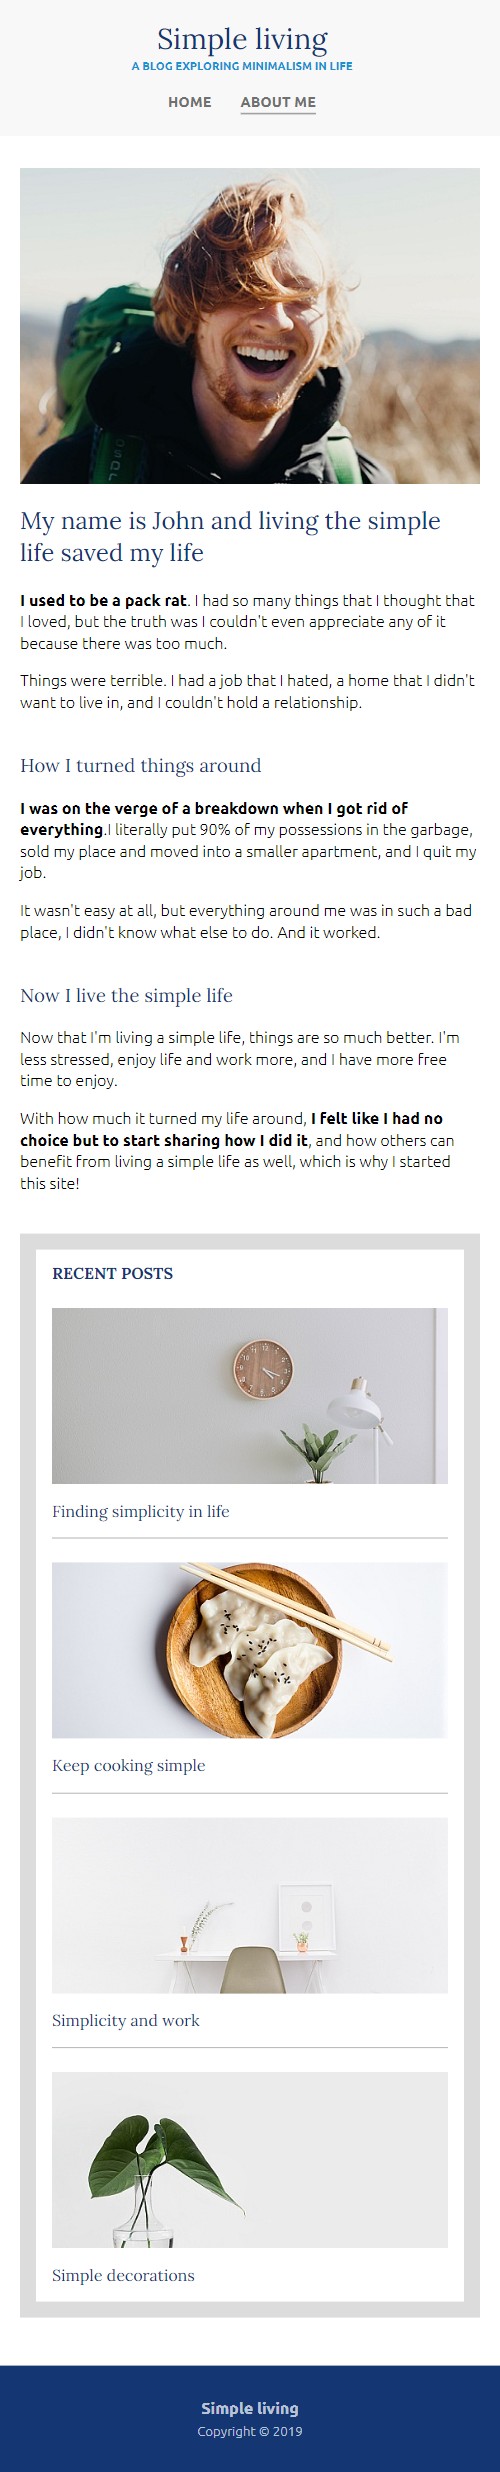 Simple living
A BLOG EXPLORING MINIMALISM IN LIFE
HOME ABOUT ME
My name is John and living the simple
life saved my life
I used to be a pack rat. I had so many things that I thought that
I loved, but the truth was I couldn't even appreciate any of it
because there was too much.
Things were terrible. I had a job that I hated, a home that I didn't
want to live in, and I couldn't hold a relationship.
How I turned things around
I was on the verge of a breakdown when I got rid of
everything.I literally put 90% of my possessions in the garbage,
sold my place and moved into a smaller apartment, and I quit my
job.
It wasn't easy at all, but everything around me was in such a bad
place, I didn't know what else to do. And it worked.
Now I live the simple life
Now that I'm living a simple life, things are so much better. I'm
less stressed, enjoy life and work more, and I have more free
time to enjoy.
With how much it turned my life around, I felt like I had no
choice but to start sharing how I did it, and how others can
benefit from living a simple life as well, which is why I started
this site!
RECENT POSTS
Finding simplicity in life
Keep cooking simple
Simplicity and work
Simple decorations
Simple living
Copyright © 2019